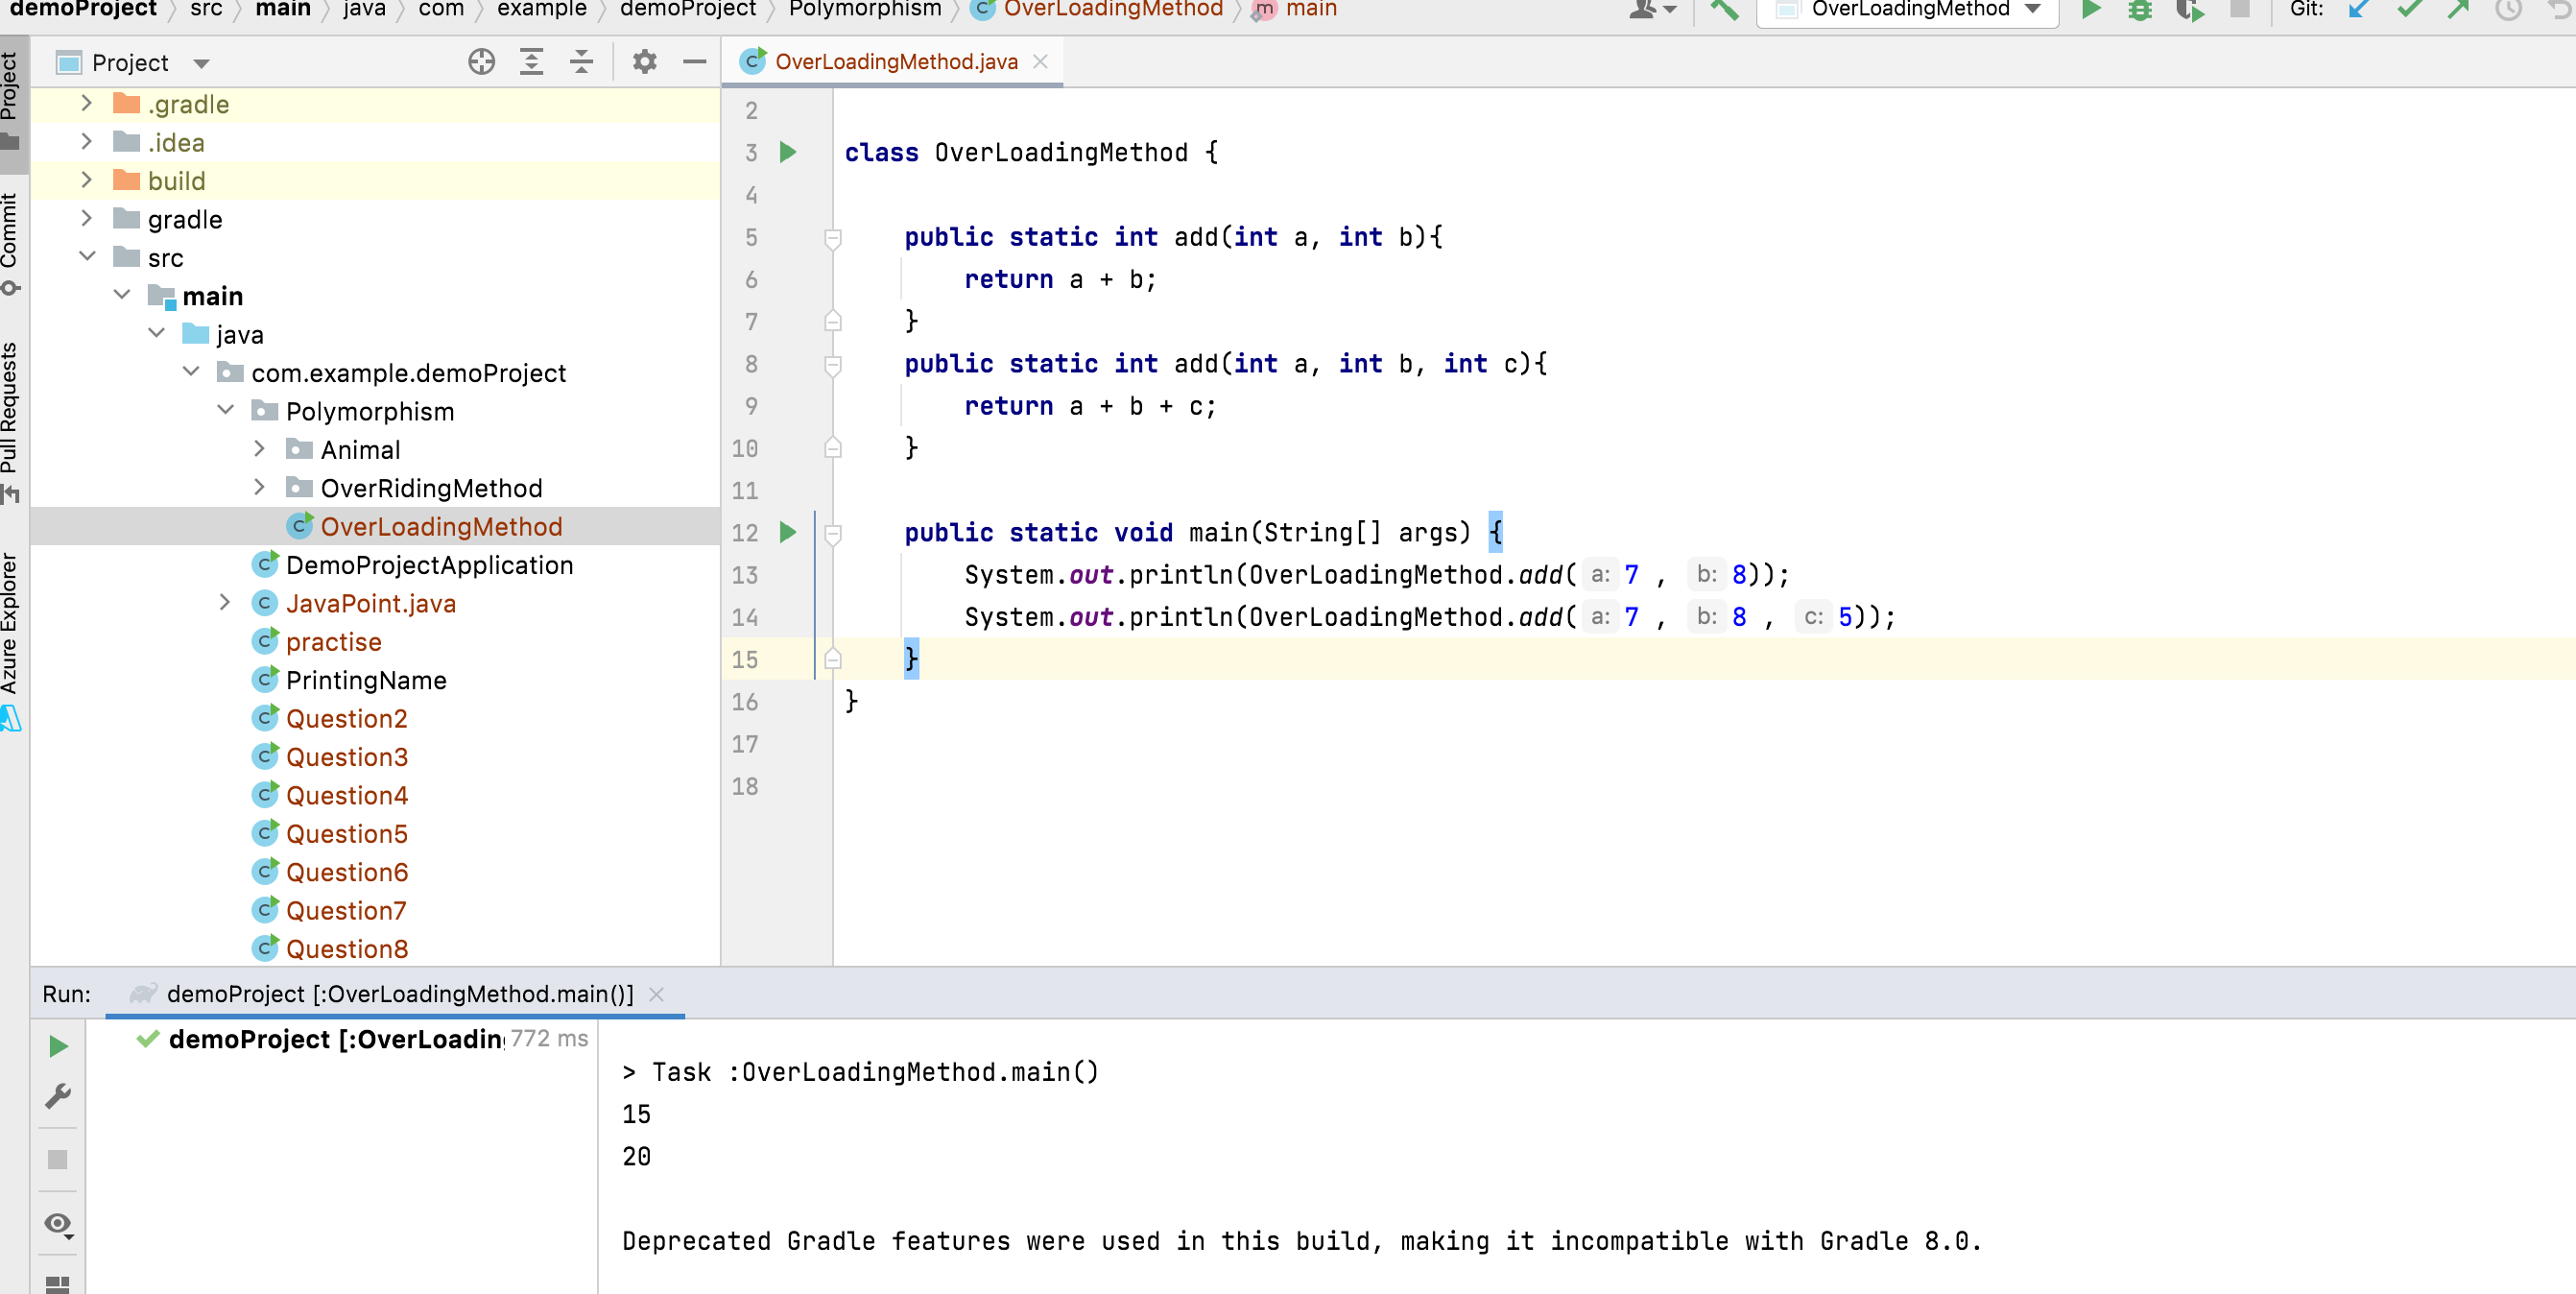 demoProject src main java com example demoProject Polymorphism C OverLoadingMethod m main OverLoadingMethod Git:
Project
Commit
Pull Requests
Azure Explorer
Project
.gradle
.idea
build
gradle
src
main
java
com.example.demoProject
Polymorphism
Animal
OverRidingMethod
C OverLoadingMethod
C DemoProjectApplication
C JavaPoint.java
C practise
C PrintingName
C Question2
C Question3
C Question4
C Question5
C Question6
C Question7
C Question8
C OverLoadingMethod.java
2
3 class OverLoadingMethod {
4
5 public static int add(int a, int b){
6 return a + b;
7 }
8 public static int add(int a, int b, int c){
9 return a + b + c;
10 }
11
12 public static void main(String[] args) {
13 System.out.println(OverLoadingMethod.add( a: 7 , b: 8));
14 System.out.println(OverLoadingMethod.add( a: 7 , b: 8 , c: 5));
15 }
16 }
17
18
Run: demoProject [:OverLoadingMethod.main()]
demoProject [:OverLoadin 772 ms
> Task :OverLoadingMethod.main()
15
20
Deprecated Gradle features were used in this build, making it incompatible with Gradle 8.0.